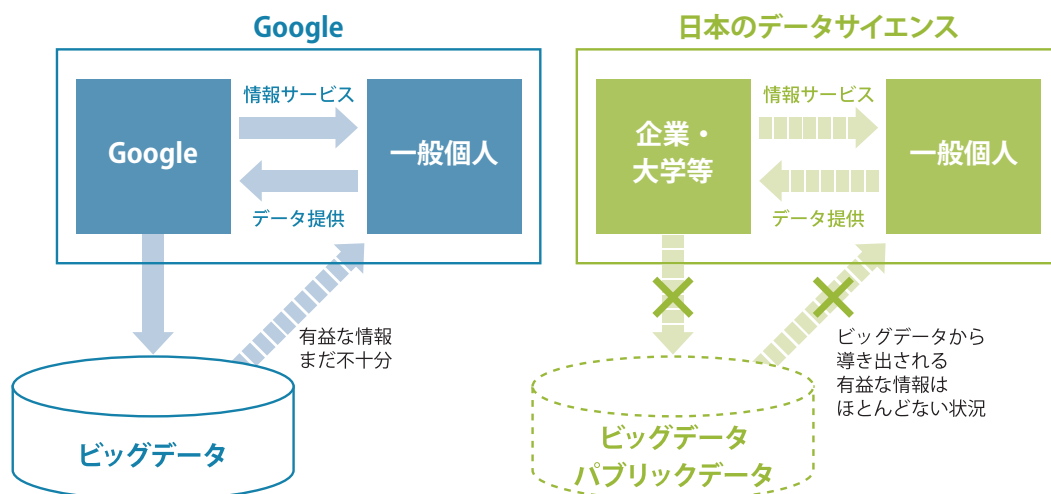 Google
情報サービス
Google
一般個人
データ提供
有益な情報
まだ不十分
ビッグデータ
日本のデータサイエンス
情報サービス
企業・
大学等
一般個人
データ提供
ビッグデータから
導き出される
有益な情報は
ほとんどない状況
ビッグデータ
パブリックデータ